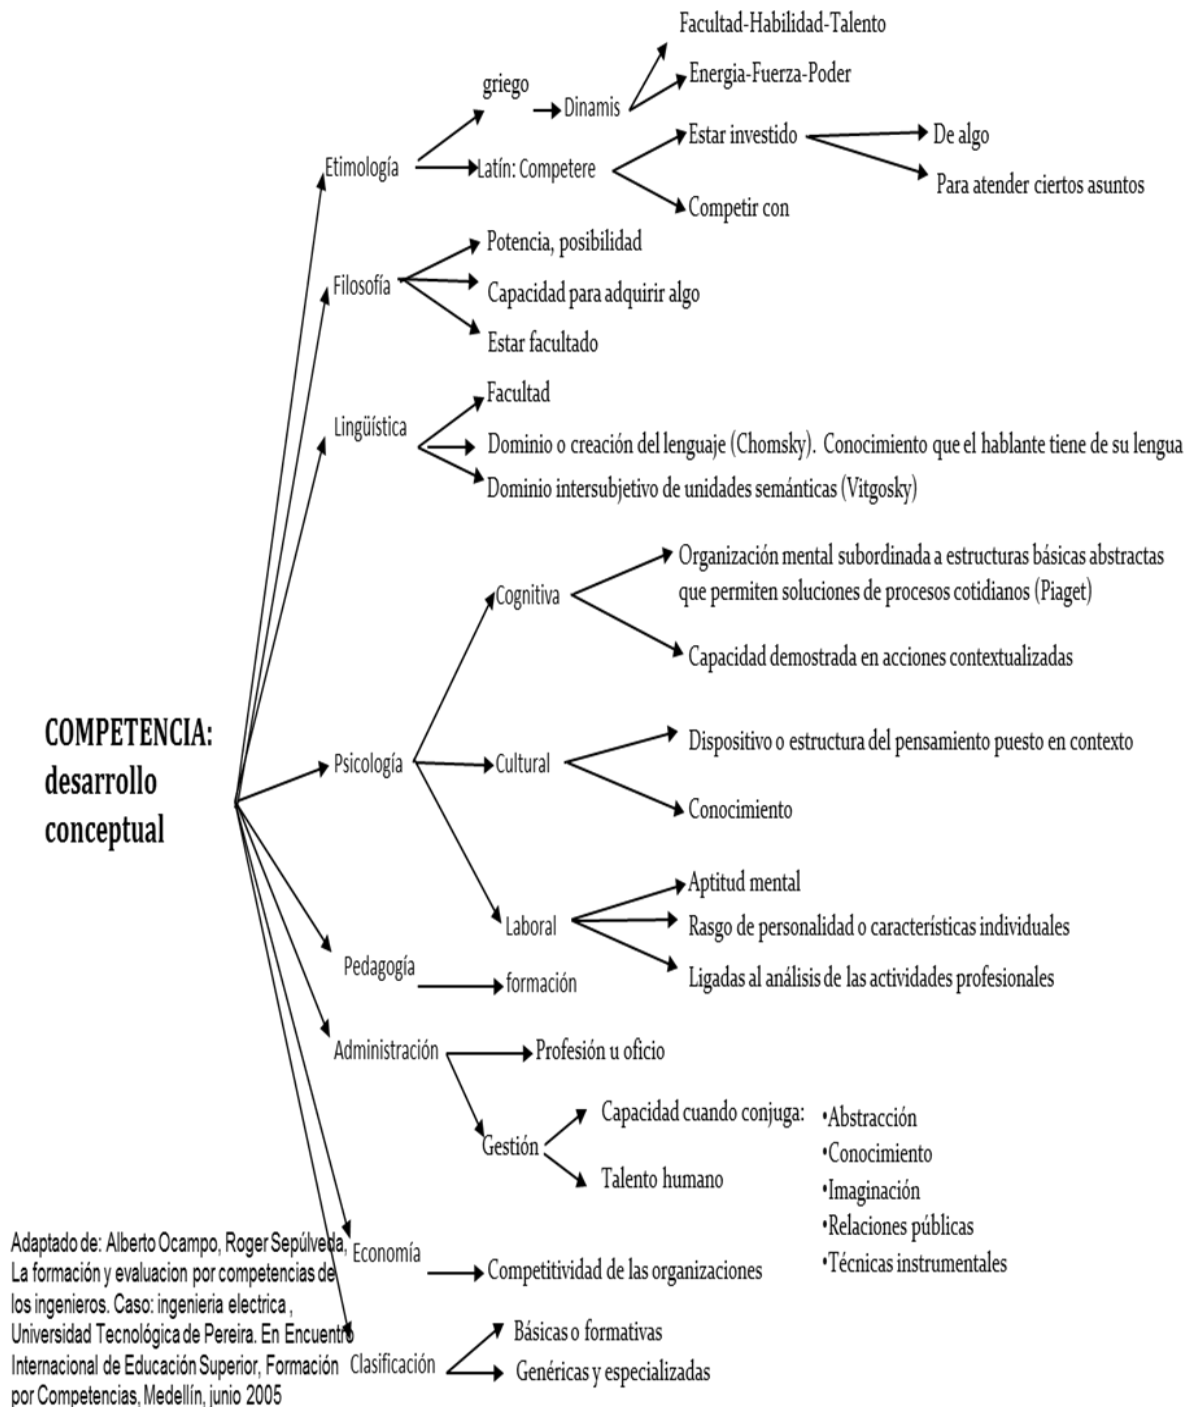 Facultad-Habilidad-Talento
griego
Dinamis
Energia-Fuerza-Poder
Etimología
Latín: Competere
Estar investido
De algo
Para atender ciertos asuntos
Competir con
Filosofía
Potencia, posibilidad
Capacidad para adquirir algo
Estar facultado
Lingüística
Facultad
Dominio o creación del lenguaje (Chomsky). Conocimiento que el hablante tiene de su lengua
Dominio intersubjetivo de unidades semánticas (Vitgosky)
COMPETENCIA:
desarrollo
conceptual
Psicología
Cognitiva
Organización mental subordinada a estructuras básicas abstractas
que permiten soluciones de procesos cotidianos (Piaget)
Capacidad demostrada en acciones contextualizadas
Cultural
Dispositivo o estructura del pensamiento puesto en contexto
Conocimiento
Laboral
Aptitud mental
Rasgo de personalidad o características individuales
Ligadas al análisis de las actividades profesionales
Pedagogía
formación
Administración
Profesión u oficio
Gestión
Capacidad cuando conjuga:
•Abstracción
•Conocimiento
•Imaginación
•Relaciones públicas
•Técnicas instrumentales
Talento humano
Economía
Competitividad de las organizaciones
Clasificación
Básicas o formativas
Genéricas y especializadas
Adaptado de: Alberto Ocampo, Roger Sepúlveda,
La formación y evaluacion por competencias de
los ingenieros. Caso: ingenieria electrica ,
Universidad Tecnológica de Pereira. En Encuentro
Internacional de Educación Superior, Formación
por Competencias, Medellín, junio 2005